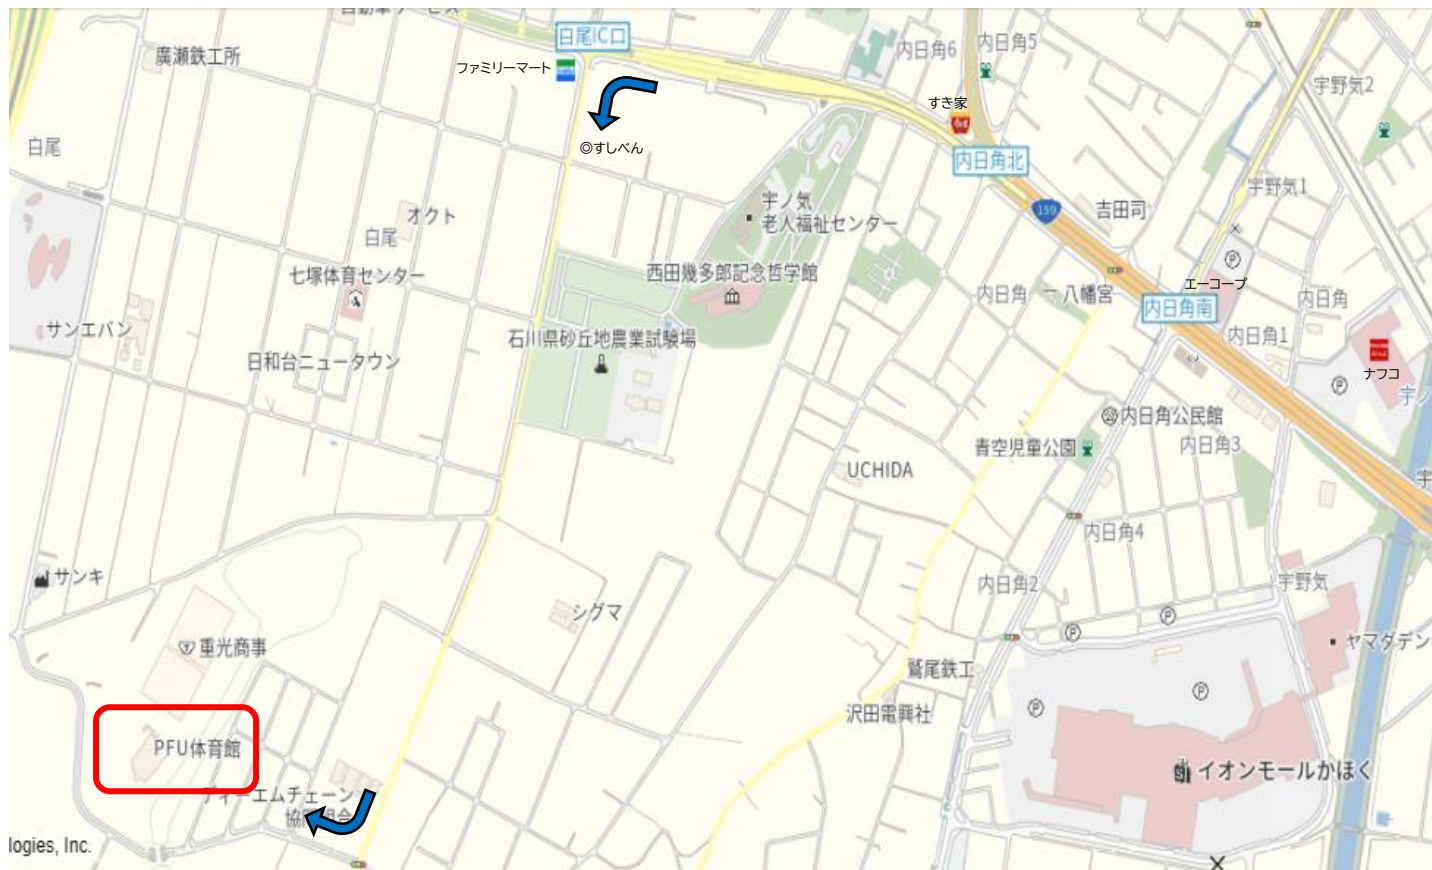 白尾IC口
内日角6
内日角5
廣瀬鉄工所
ファミリーマート
宇野気2
すき家
白尾
◎すしべん
内日角北
宇野気1
オクト
白尾
宇ノ気
老人福祉センター
159
吉田司
七塚体育センター
西田幾多郎記念哲学館
エーコープ
内日角
八幡宮
内日角南
内日角
サンエバン
石川県砂丘地農業試験場
内日角1
日和台ニュータウン
ナフコ
内日角公民館
青空児童公園
内日角3
UCHIDA
内日角4
サンキ
内日角2
宇野気
シグマ
重光商事
ヤマダデン
鷲尾鉄工
沢田電興社
PFU体育館
イオンモールかほく
ティーエムチェーン
logies, Inc.